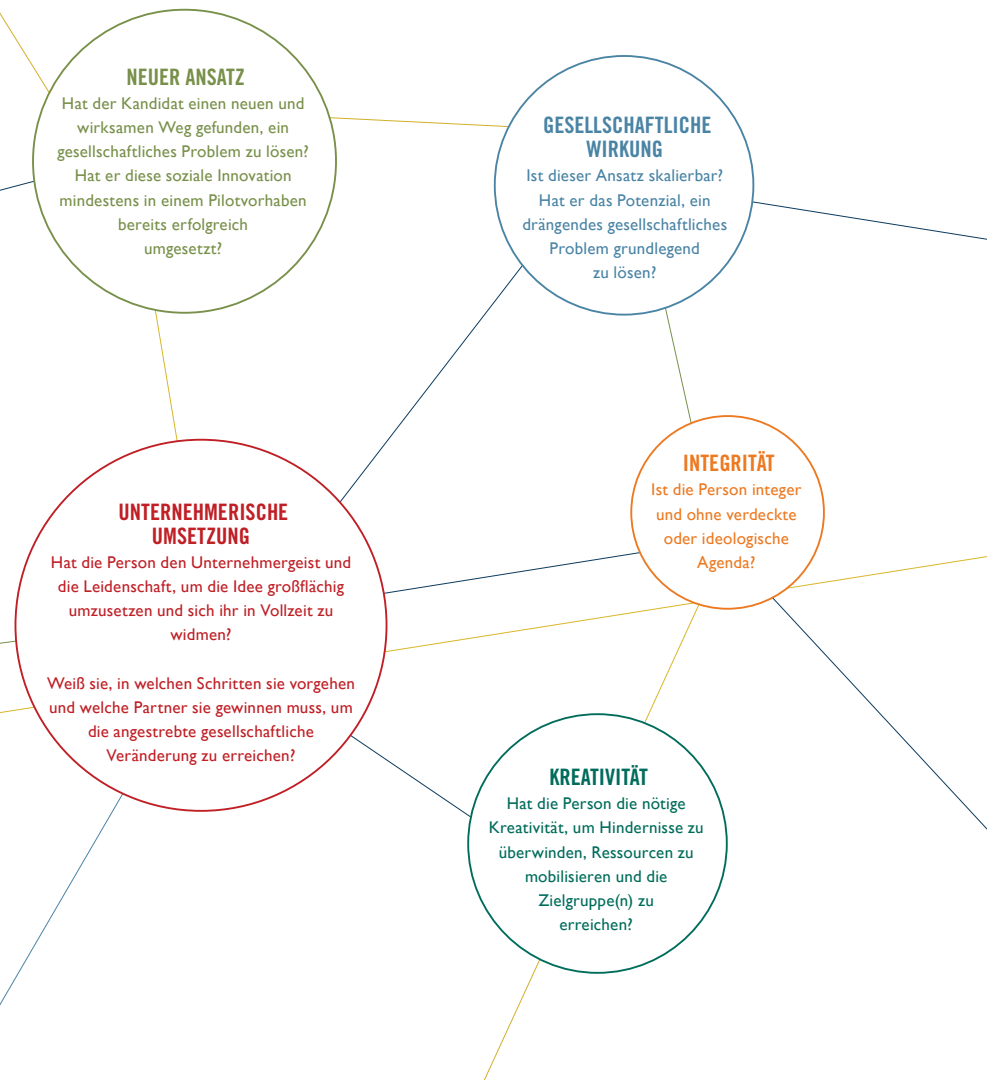 NEUER ANSATZ
Hat der Kandidat einen neuen und
wirksamen Weg gefunden, ein
gesellschaftliches Problem zu lösen?
Hat er diese soziale Innovation
mindestens in einem Pilotvorhaben
bereits erfolgreich
umgesetzt?
GESELLSCHAFTLICHE
WIRKUNG
Ist dieser Ansatz skalierbar?
Hat er das Potenzial, ein
drängendes gesellschaftliches
Problem grundlegend
zu lösen?
UNTERNEHMERISCHE
UMSETZUNG
Hat die Person den Unternehmergeist und
die Leidenschaft, um die Idee großflächig
umzusetzen und sich ihr in Vollzeit zu
widmen?
Weiß sie, in welchen Schritten sie vorgehen
und welche Partner sie gewinnen muss, um
die angestrebte gesellschaftliche
Veränderung zu erreichen?
INTEGRITÄT
Ist die Person integer
und ohne verdeckte
oder ideologische
Agenda?
KREATIVITÄT
Hat die Person die nötige
Kreativität, um Hindernisse zu
überwinden, Ressourcen zu
mobilisieren und die
Zielgruppe(n) zu
erreichen?